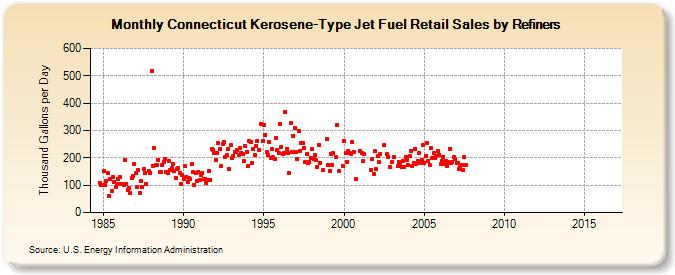 Monthly Connecticut Kerosene-Type Jet Fuel Retail Sales by Refiners
Thousand Gallons per Day
600
500
400
300
200
100
0
1985 1990 1995 2000 2005 2010 2015
Source: U.S. Energy Information Administration